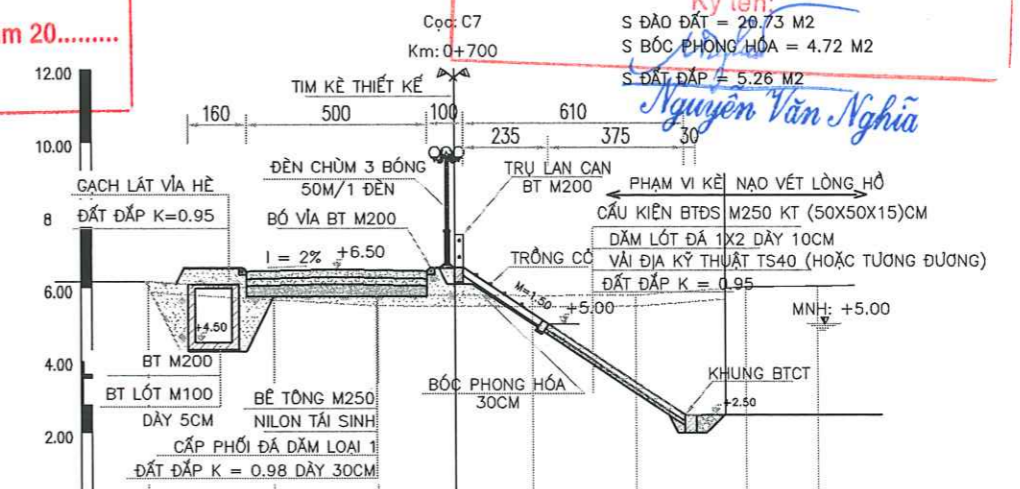 m 20.........
Ký tên:
Cọc: C7
Km: 0+700
S ĐÀO ĐẤT = 20.73 M2
S BÓC PHONG HÓA = 4.72 M2
S ĐẤT ĐẮP = 5.26 M2
Nguyễn Văn Nghĩa
12.00
TIM KÈ THIẾT KẾ
160
500
100
610
235
375
30
10.00
ĐÈN CHÙM 3 BÓNG
50M/1 ĐÈN
TRỤ LAN CAN
BT M200
PHẠM VI KÈ
NẠO VÉT LÒNG HỒ
GẠCH LÁT VỈA HÈ
ĐẤT ĐẮP K=0.95
BÓ VỈA BT M200
CẤU KIỆN BTĐS M250 KT (50X50X15)CM
DĂM LÓT ĐÁ 1X2 DÀY 10CM
VẢI ĐỊA KỸ THUẬT TS40 (HOẶC TƯƠNG ĐƯƠNG)
ĐẤT ĐẮP K = 0.95
8
I = 2%
+6.50
TRỒNG CỎ
M=1.50
6.00
+5.00
MNH: +5.00
+4.50
BT M200
BT LÓT M100
DÀY 5CM
4.00
BÓC PHONG HÓA
30CM
KHUNG BTCT
+2.50
BÊ TÔNG M250
NILON TÁI SINH
CẤP PHỐI ĐÁ DĂM LOẠI 1
ĐẤT ĐẮP K = 0.98 DÀY 30CM
2.00